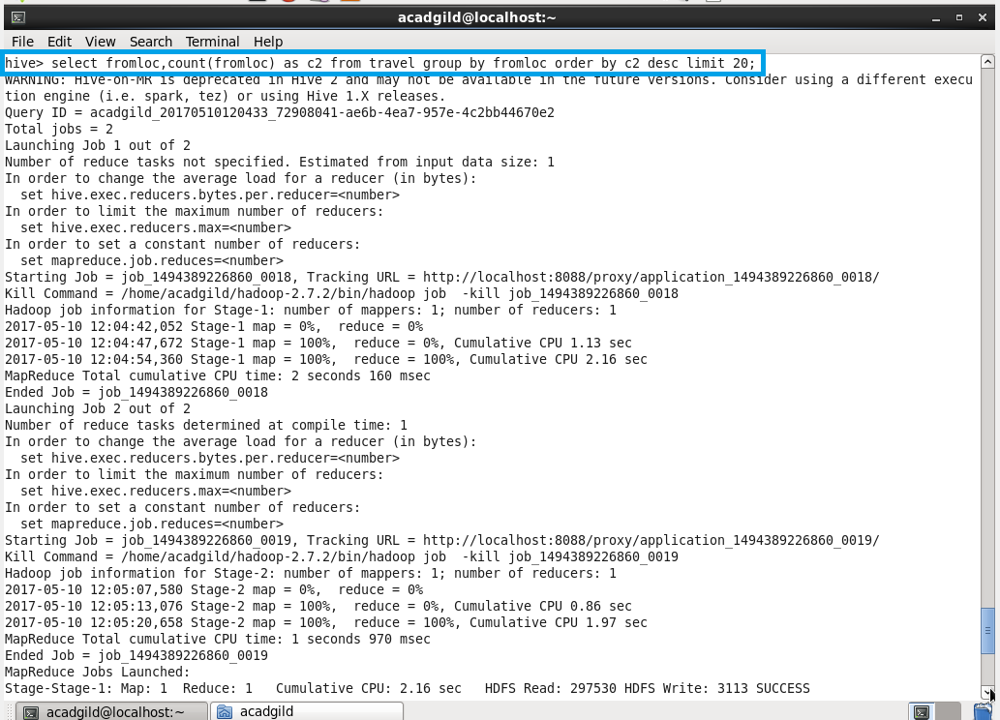 acadgild@localhost:~
File Edit View Search Terminal Help
hive> select fromloc,count(fromloc) as c2 from travel group by fromloc order by c2 desc limit 20;
WARNING: Hive-on-MR is deprecated in Hive 2 and may not be available in the future versions. Consider using a different execu
tion engine (i.e. spark, tez) or using Hive 1.X releases.
Query ID = acadgild_20170510120433_72908041-ae6b-4ea7-957e-4c2bb44670e2
Total jobs = 2
Launching Job 1 out of 2
Number of reduce tasks not specified. Estimated from input data size: 1
In order to change the average load for a reducer (in bytes):
  set hive.exec.reducers.bytes.per.reducer=<number>
In order to limit the maximum number of reducers:
  set hive.exec.reducers.max=<number>
In order to set a constant number of reducers:
  set mapreduce.job.reduces=<number>
Starting Job = job_1494389226860_0018, Tracking URL = http://localhost:8088/proxy/application_1494389226860_0018/
Kill Command = /home/acadgild/hadoop-2.7.2/bin/hadoop job  -kill job_1494389226860_0018
Hadoop job information for Stage-1: number of mappers: 1; number of reducers: 1
2017-05-10 12:04:42,052 Stage-1 map = 0%,  reduce = 0%
2017-05-10 12:04:47,672 Stage-1 map = 100%,  reduce = 0%, Cumulative CPU 1.13 sec
2017-05-10 12:04:54,360 Stage-1 map = 100%,  reduce = 100%, Cumulative CPU 2.16 sec
MapReduce Total cumulative CPU time: 2 seconds 160 msec
Ended Job = job_1494389226860_0018
Launching Job 2 out of 2
Number of reduce tasks determined at compile time: 1
In order to change the average load for a reducer (in bytes):
  set hive.exec.reducers.bytes.per.reducer=<number>
In order to limit the maximum number of reducers:
  set hive.exec.reducers.max=<number>
In order to set a constant number of reducers:
  set mapreduce.job.reduces=<number>
Starting Job = job_1494389226860_0019, Tracking URL = http://localhost:8088/proxy/application_1494389226860_0019/
Kill Command = /home/acadgild/hadoop-2.7.2/bin/hadoop job  -kill job_1494389226860_0019
Hadoop job information for Stage-2: number of mappers: 1; number of reducers: 1
2017-05-10 12:05:07,580 Stage-2 map = 0%,  reduce = 0%
2017-05-10 12:05:13,076 Stage-2 map = 100%,  reduce = 0%, Cumulative CPU 0.86 sec
2017-05-10 12:05:20,658 Stage-2 map = 100%,  reduce = 100%, Cumulative CPU 1.97 sec
MapReduce Total cumulative CPU time: 1 seconds 970 msec
Ended Job = job_1494389226860_0019
MapReduce Jobs Launched:
Stage-Stage-1: Map: 1  Reduce: 1   Cumulative CPU: 2.16 sec   HDFS Read: 297530 HDFS Write: 3113 SUCCESS
acadgild@localhost:~ acadgild